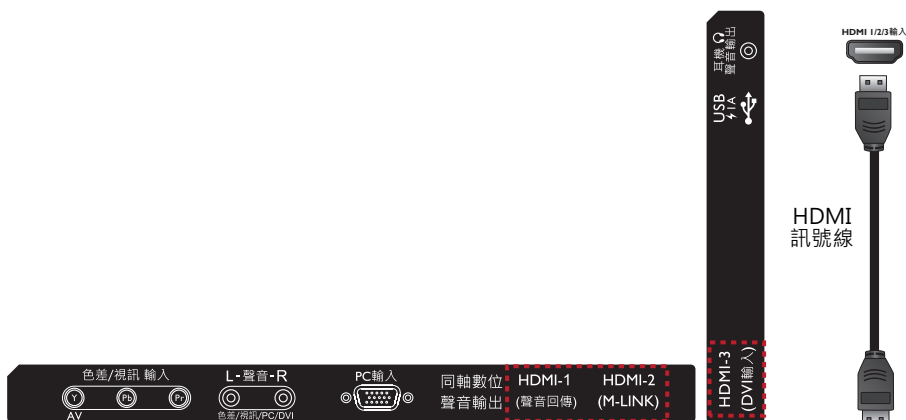 耳機
聲音輸出
USB
1A
HDMI-3
(DVI輸入)
HDMI 1/2/3輸入
HDMI
訊號線
色差/視訊 輸入
Y
Pb
Pr
AV
L-聲音-R
色差/視訊/PC/DVI
PC輸入
同軸數位
聲音輸出
HDMI-1
(聲音回傳)
HDMI-2
(M-LINK)